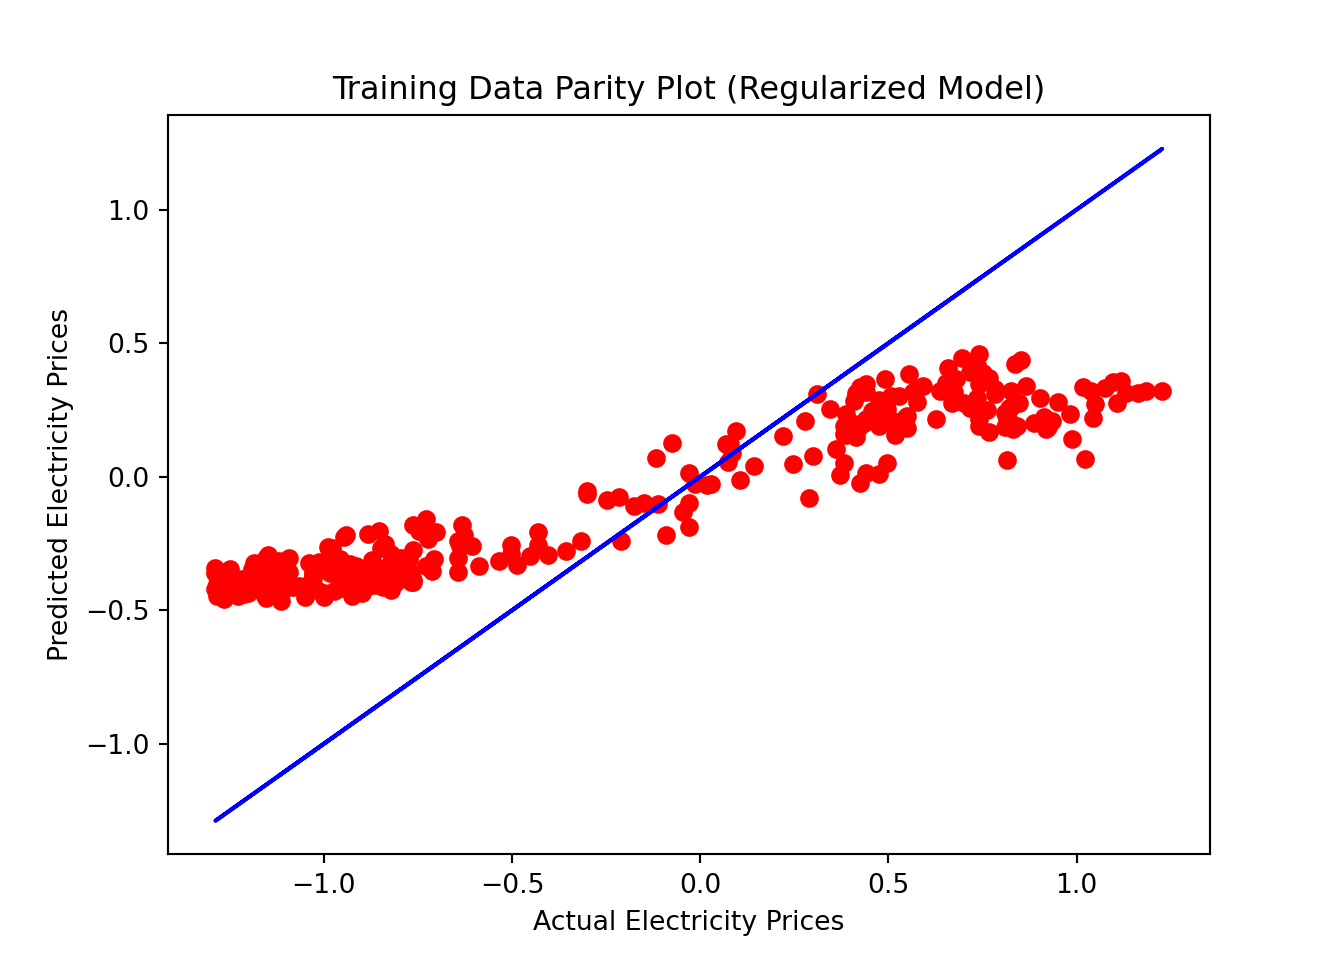 Training Data Parity Plot (Regularized Model)
1.0
0.5
0.0
−0.5
−1.0
Predicted Electricity Prices
−1.0 −0.5 0.0 0.5 1.0
Actual Electricity Prices